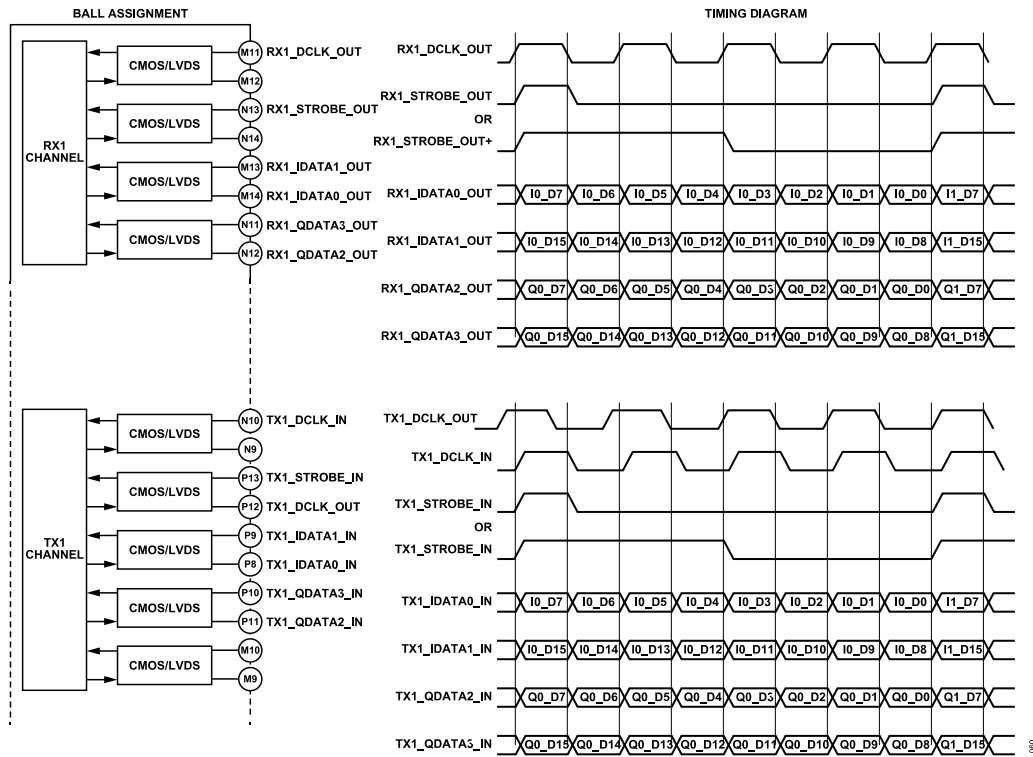 BALL ASSIGNMENT
RX1
CHANNEL
CMOS/LVDS
CMOS/LVDS
CMOS/LVDS
CMOS/LVDS
M11 RX1_DCLK_OUT
M12
N13 RX1_STROBE_OUT
N14
M13 RX1_IDATA1_OUT
M14 RX1_IDATA0_OUT
N11 RX1_QDATA3_OUT
N12 RX1_QDATA2_OUT
TX1
CHANNEL
CMOS/LVDS
CMOS/LVDS
CMOS/LVDS
CMOS/LVDS
CMOS/LVDS
N10 TX1_DCLK_IN
N9
P13 TX1_STROBE_IN
P12 TX1_DCLK_OUT
P9 TX1_IDATA1_IN
P8 TX1_IDATA0_IN
P10 TX1_QDATA3_IN
P11 TX1_QDATA2_IN
M10
M9
TIMING DIAGRAM
RX1_DCLK_OUT
RX1_STROBE_OUT
OR
RX1_STROBE_OUT+
RX1_IDATA0_OUT I0_D7 I0_D6 I0_D5 I0_D4 I0_D3 I0_D2 I0_D1 I0_D0 I1_D7
RX1_IDATA1_OUT I0_D15 I0_D14 I0_D13 I0_D12 I0_D11 I0_D10 I0_D9 I0_D8 I1_D15
RX1_QDATA2_OUT Q0_D7 Q0_D6 Q0_D5 Q0_D4 Q0_D3 Q0_D2 Q0_D1 Q0_D0 Q1_D7
RX1_QDATA3_OUT Q0_D15 Q0_D14 Q0_D13 Q0_D12 Q0_D11 Q0_D10 Q0_D9 Q0_D8 Q1_D15
TX1_DCLK_OUT
TX1_DCLK_IN
TX1_STROBE_IN
OR
TX1_STROBE_IN
TX1_IDATA0_IN I0_D7 I0_D6 I0_D5 I0_D4 I0_D3 I0_D2 I0_D1 I0_D0 I1_D7
TX1_IDATA1_IN I0_D15 I0_D14 I0_D13 I0_D12 I0_D11 I0_D10 I0_D9 I0_D8 I1_D15
TX1_QDATA2_IN Q0_D7 Q0_D6 Q0_D5 Q0_D4 Q0_D3 Q0_D2 Q0_D1 Q0_D0 Q1_D7
TX1_QDATA3_IN Q0_D15 Q0_D14 Q0_D13 Q0_D12 Q0_D11 Q0_D10 Q0_D9 Q0_D8 Q1_D15
060